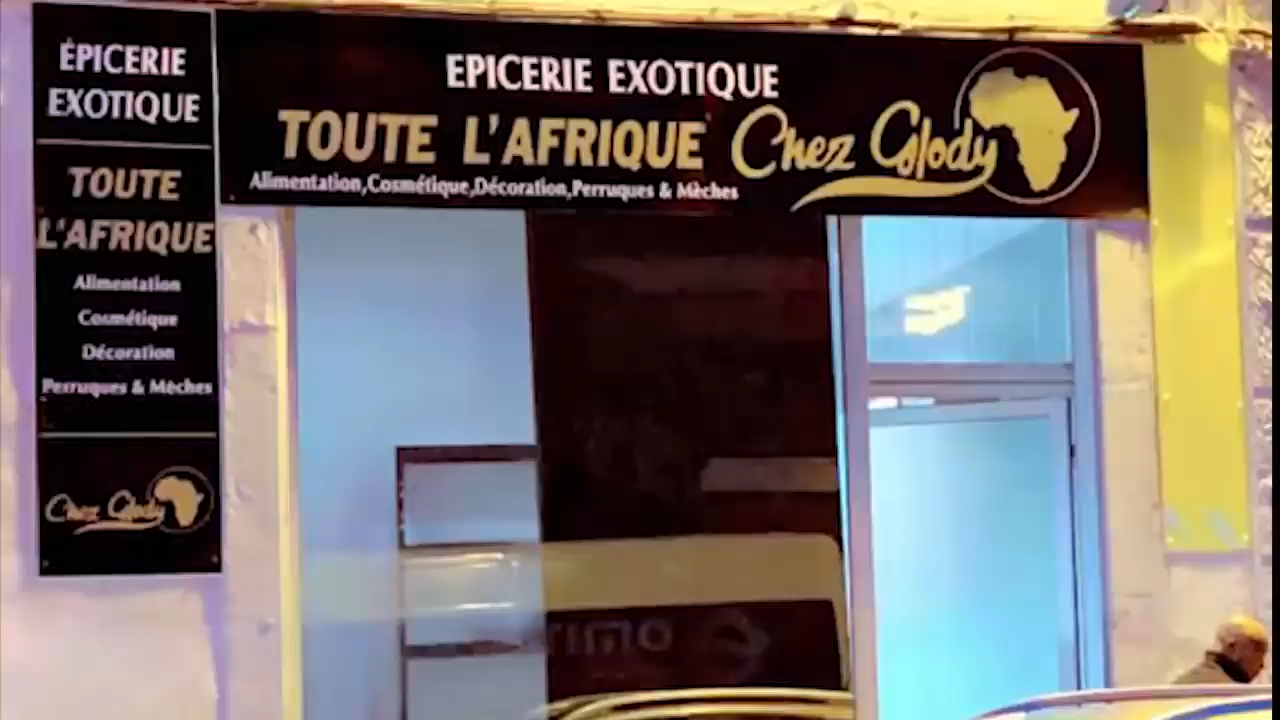 ÉPICERIE
EXOTIQUE
TOUTE
L'AFRIQUE
Alimentation
Cosmétique
Décoration
Perruques & Mèches
Chez Glody
EPICERIE EXOTIQUE
TOUTE L'AFRIQUE Chez Glody
Alimentation,Cosmétique,Décoration,Perruques & Mèches